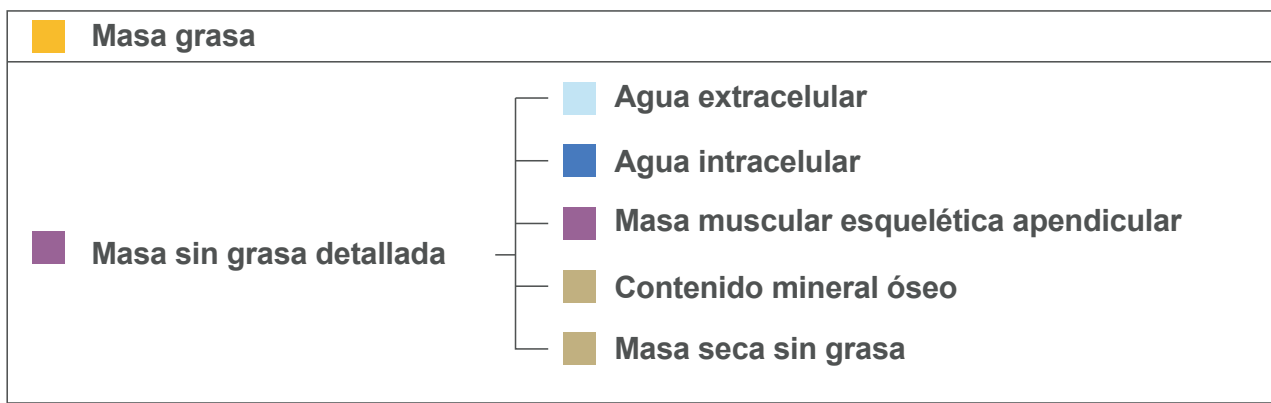 Masa grasa
Agua extracelular
Agua intracelular
Masa muscular esquelética apendicular
Masa sin grasa detallada
Contenido mineral óseo
Masa seca sin grasa